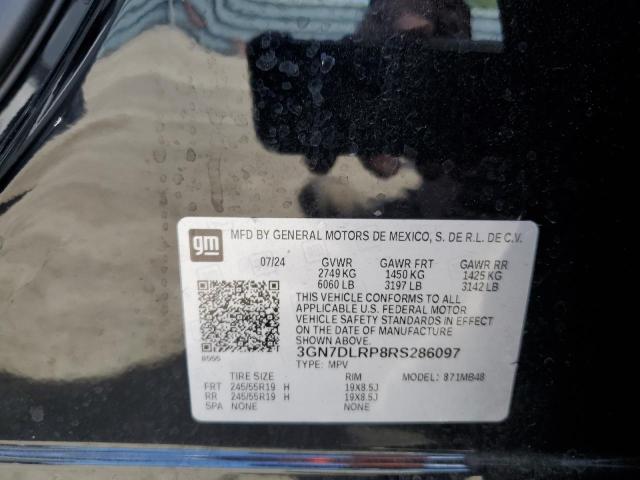 gm
MFD BY GENERAL MOTORS DE MEXICO, S. DE R.L. DE C.V.
07/24 GVWR GAWR FRT GAWR RR
2749 KG 1450 KG 1425 KG
6060 LB 3197 LB 3142 LB
THIS VEHICLE CONFORMS TO ALL
APPLICABLE U.S. FEDERAL MOTOR
VEHICLE SAFETY STANDARDS IN EFFECT
ON THE DATE OF MANUFACTURE
SHOWN ABOVE.
3GN7DLRP8RS286097
TYPE: MPV
TIRE SIZE RIM MODEL: 871MB48
FRT 245/55R19 H 19X8.5J
RR 245/55R19 H 19X8.5J
SPA NONE NONE